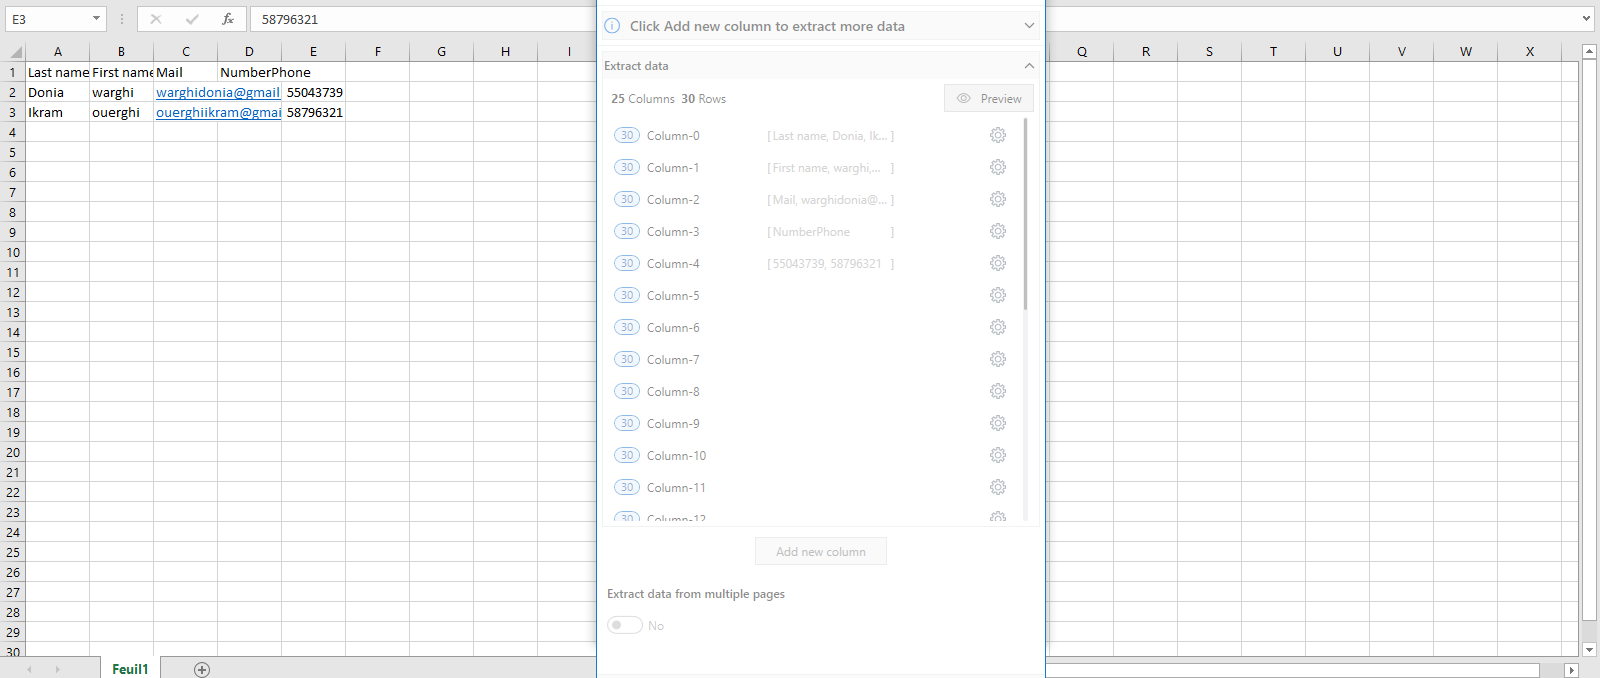 E3
fx
58796321
A B C D E F G H I
Last name First name Mail NumberPhone
Donia warghi warghidonia@gmail 55043739
Ikram ouerghi ouerghiikram@gmai 58796321
1
2
3
4
5
6
7
8
9
10
11
12
13
14
15
16
17
18
19
20
21
22
23
24
25
26
27
28
29
30
Feuil1
Click Add new column to extract more data
Extract data
25 Columns 30 Rows
Preview
30 Column-0 [Last name, Donia, Ik... ]
30 Column-1 [First name, warghi,... ]
30 Column-2 [Mail, warghidonia@... ]
30 Column-3 [NumberPhone ]
30 Column-4 [55043739, 58796321 ]
30 Column-5
30 Column-6
30 Column-7
30 Column-8
30 Column-9
30 Column-10
30 Column-11
30 Column-12
Add new column
Extract data from multiple pages
No
Q R S T U V W X